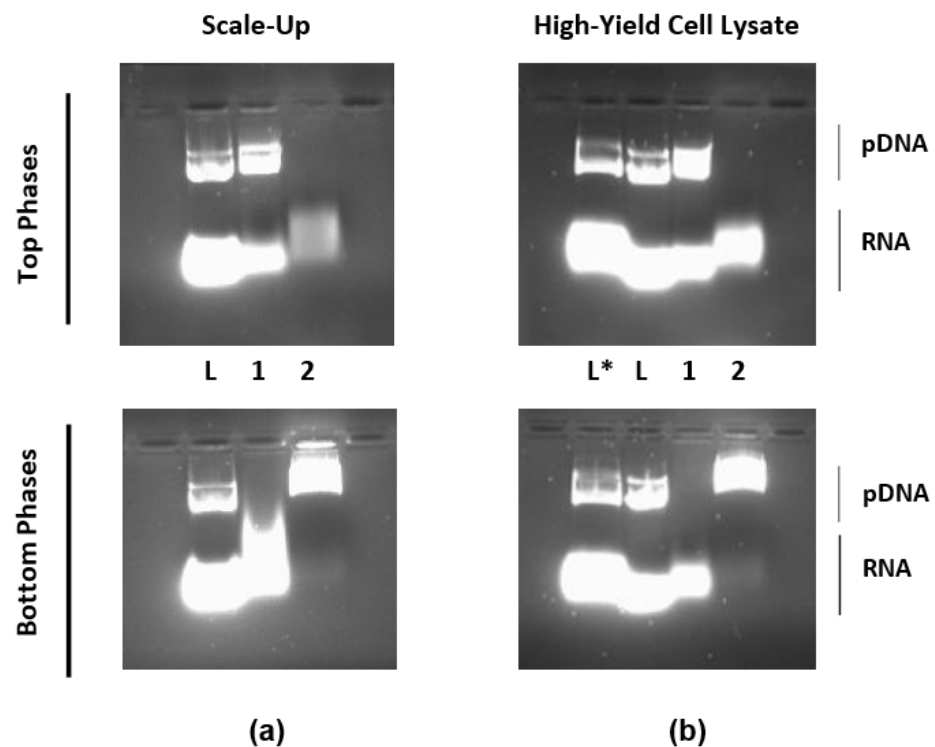 Scale-Up
High-Yield Cell Lysate
Top Phases
pDNA
RNA
L 1 2
L* L 1 2
Bottom Phases
pDNA
RNA
(a)
(b)